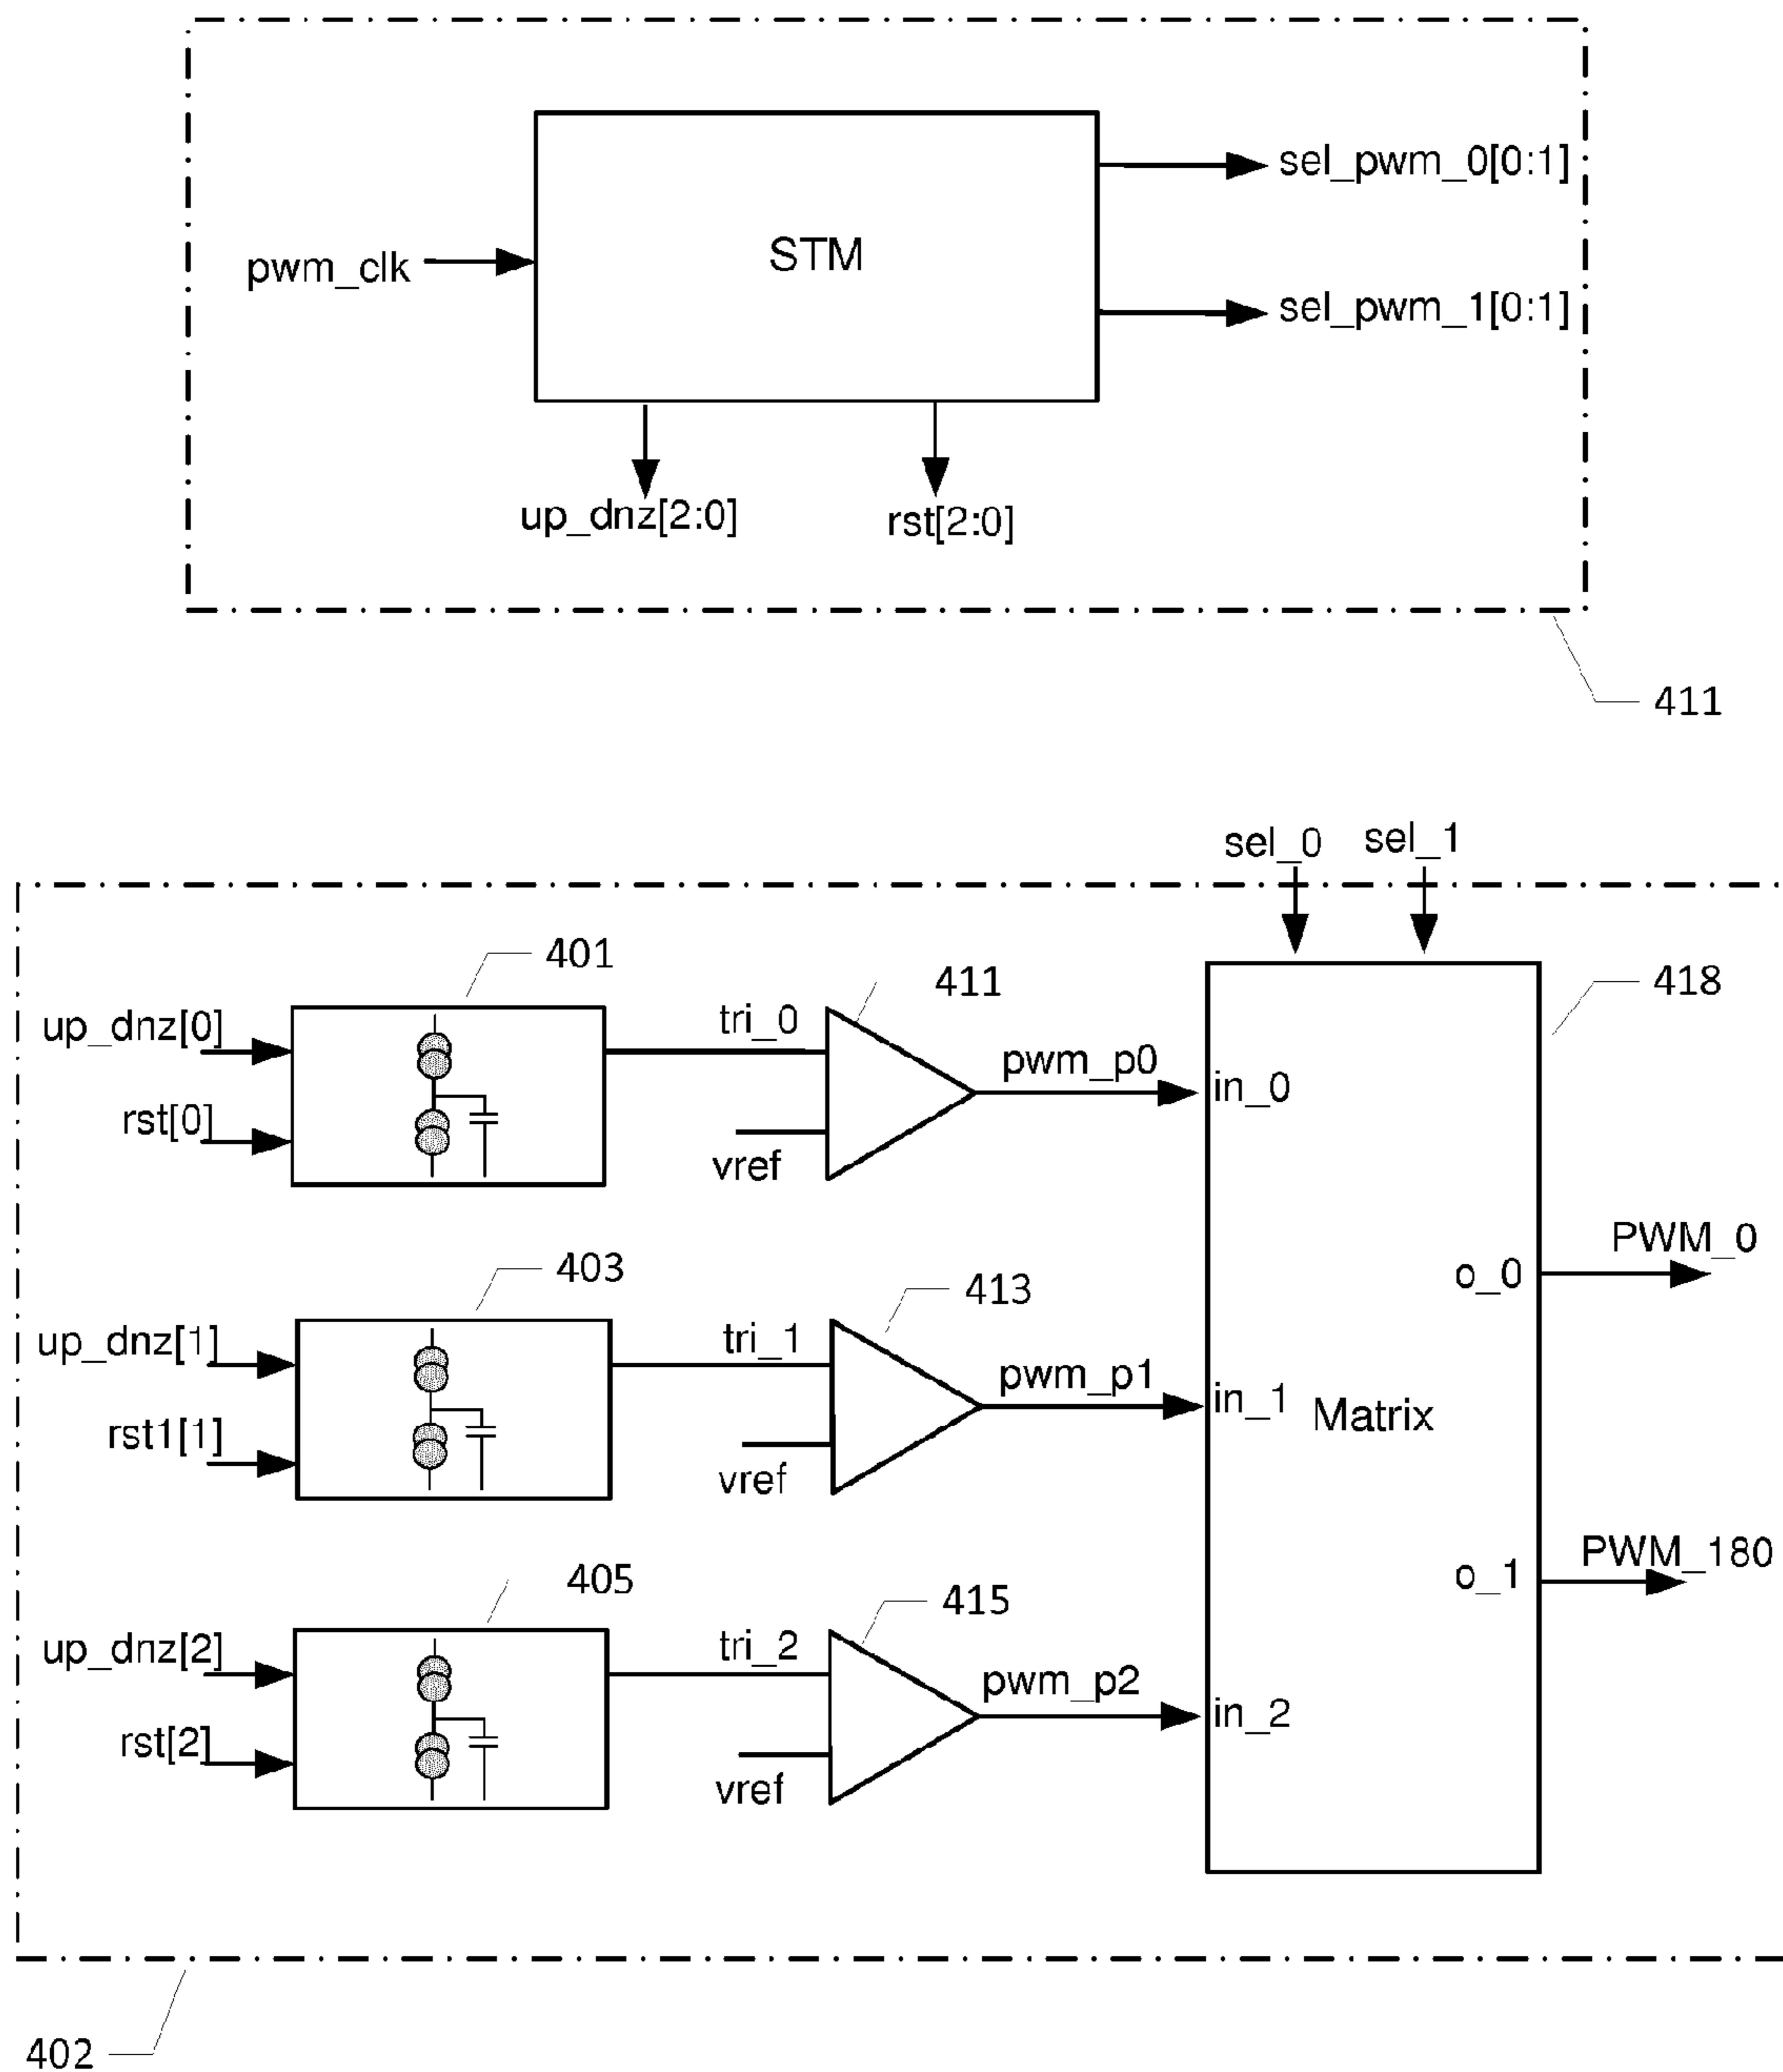 sel_pwm_0[0:1]
STM
pwm_clk
sel_pwm_1[0:1]
up_dnz[2:0]
rst[2:0]
411
sel_0
sel_1
401
411
418
up_dnz[0]
tri_0
pwm_p0
in_0
rst[0]
vref
PWM_0
o_0
403
413
up_dnz[1]
tri_1
pwm_p1
in_1
Matrix
rst1[1]
vref
PWM_180
o_1
405
415
up_dnz[2]
tri_2
pwm_p2
in_2
rst[2]
vref
402